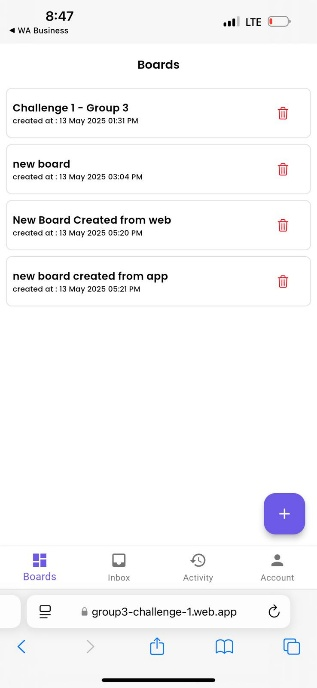 8:47
LTE
◀ WA Business
Boards
Challenge 1 - Group 3
created at : 13 May 2025 01:31 PM
new board
created at : 13 May 2025 03:04 PM
New Board Created from web
created at : 13 May 2025 05:20 PM
new board created from app
created at : 13 May 2025 05:21 PM
+
Boards
Inbox
Activity
Account
group3-challenge-1.web.app